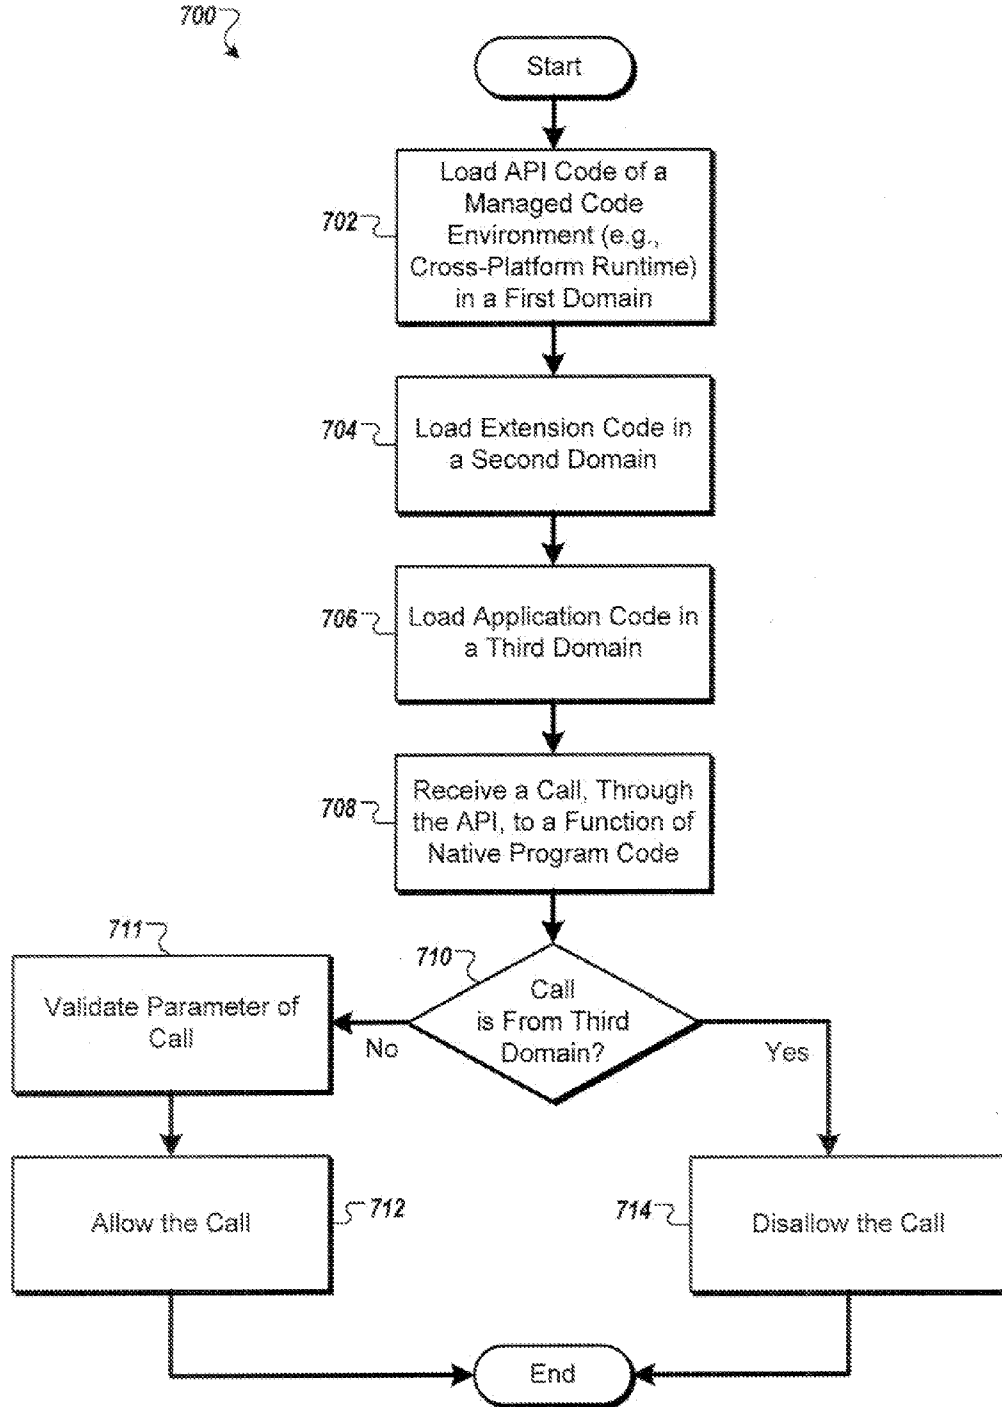 700
Start
702
Load API Code of a
Managed Code
Environment (e.g.,
Cross-Platform Runtime)
in a First Domain
704
Load Extension Code in
a Second Domain
706
Load Application Code in
a Third Domain
708
Receive a Call, Through
the API, to a Function of
Native Program Code
710
Call
is From Third
Domain?
No
Yes
711
Validate Parameter of
Call
Allow the Call
712
714
Disallow the Call
End